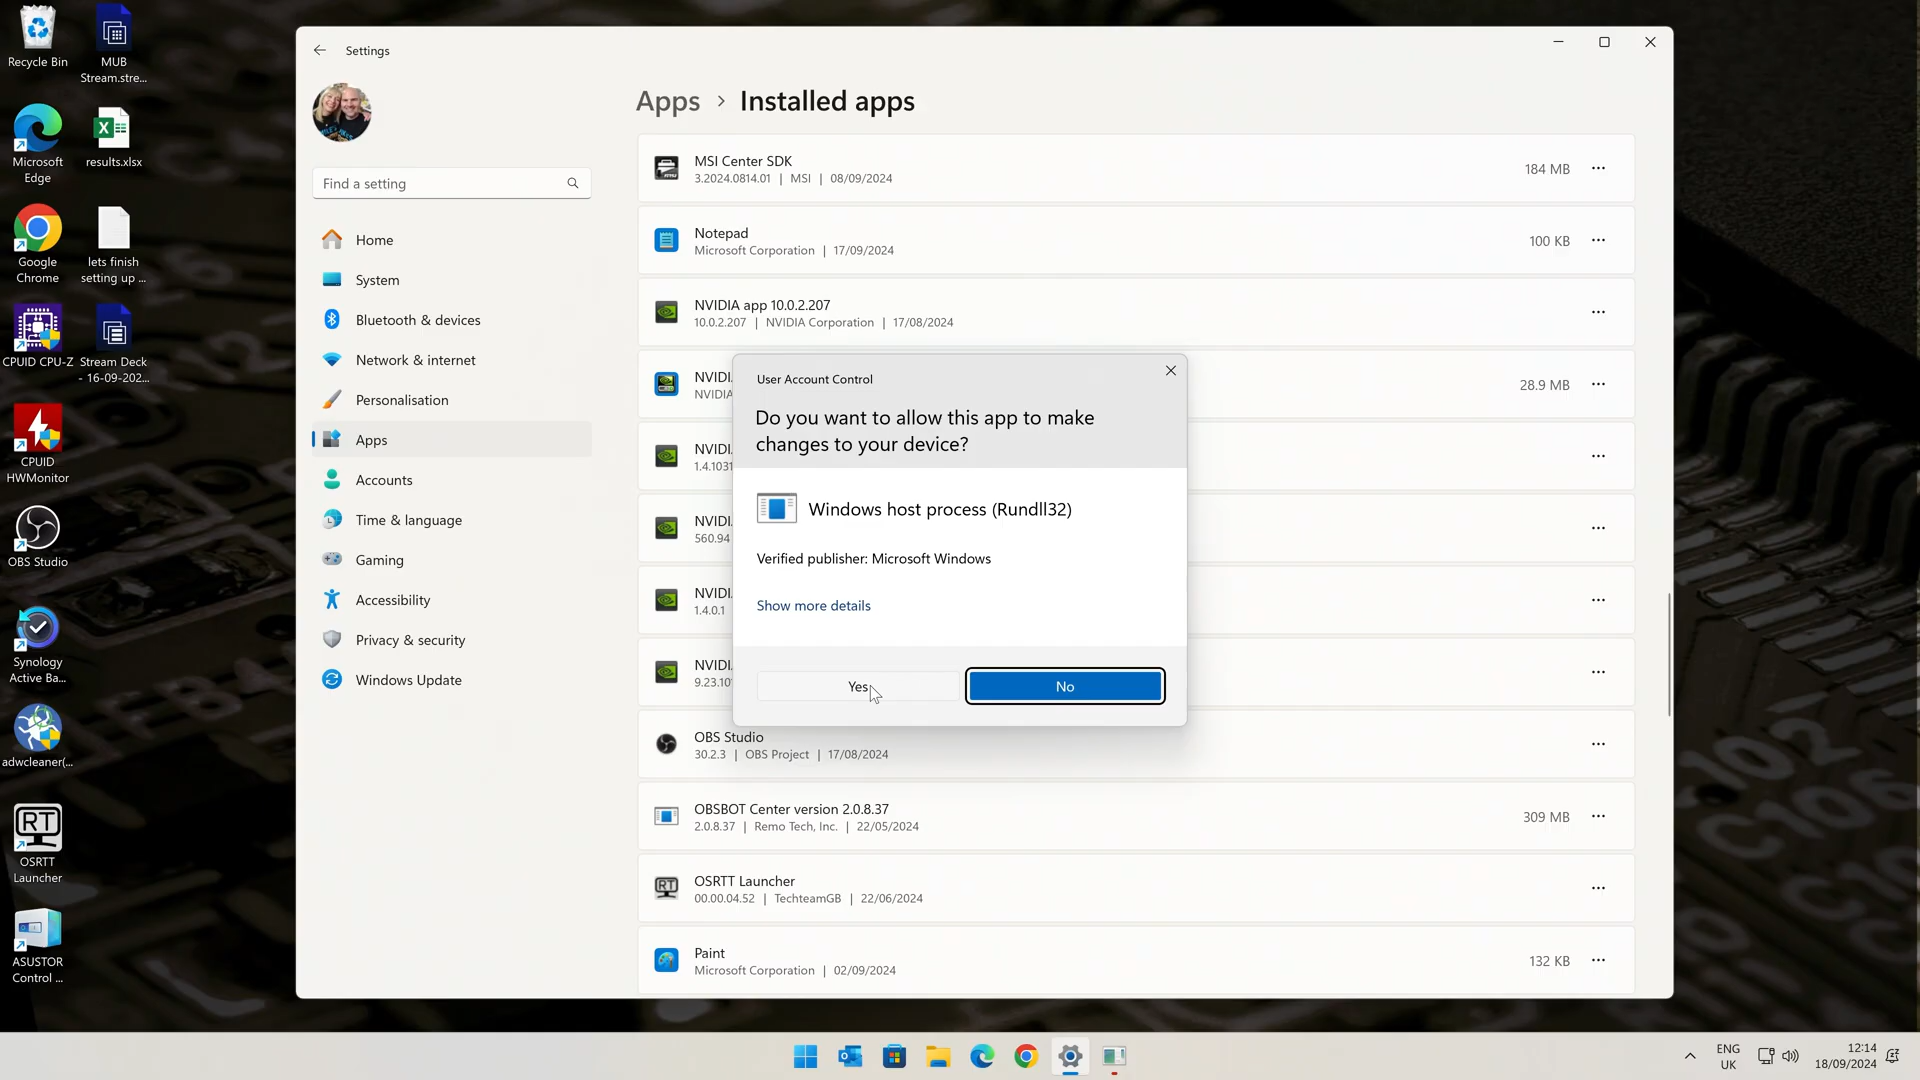 Recycle Bin
MUB
Stream.stre...
Microsoft
Edge
results.xlsx
Google
Chrome
lets finish
setting up ...
CPUID CPU-Z
Stream Deck
- 16-09-202...
CPUID
HWMonitor
OBS Studio
Synology
Active Ba...
adwcleaner(...
RT
OSRTT
Launcher
ASUSTOR
Control ...
Settings
Find a setting
Home
System
Bluetooth & devices
Network & internet
Personalisation
Apps
Accounts
Time & language
Gaming
Accessibility
Privacy & security
Windows Update
Apps > Installed apps
MSI Center SDK
3.2024.0814.01 | MSI | 08/09/2024
184 MB
Notepad
Microsoft Corporation | 17/09/2024
100 KB
NVIDIA app 10.0.2.207
10.0.2.207 | NVIDIA Corporation | 17/08/2024
NVIDI
NVIDIA
28.9 MB
NVIDI
1.4.1031
NVIDI
560.94
NVIDI
1.4.0.1
NVIDI
9.23.10
OBS Studio
30.2.3 | OBS Project | 17/08/2024
OBSBOT Center version 2.0.8.37
2.0.8.37 | Remo Tech, Inc. | 22/05/2024
309 MB
RT
OSRTT Launcher
00.00.04.52 | TechteamGB | 22/06/2024
Paint
Microsoft Corporation | 02/09/2024
132 KB
User Account Control
Do you want to allow this app to make
changes to your device?
Windows host process (Rundll32)
Verified publisher: Microsoft Windows
Show more details
Yes
No
ENG
UK
12:14
18/09/2024